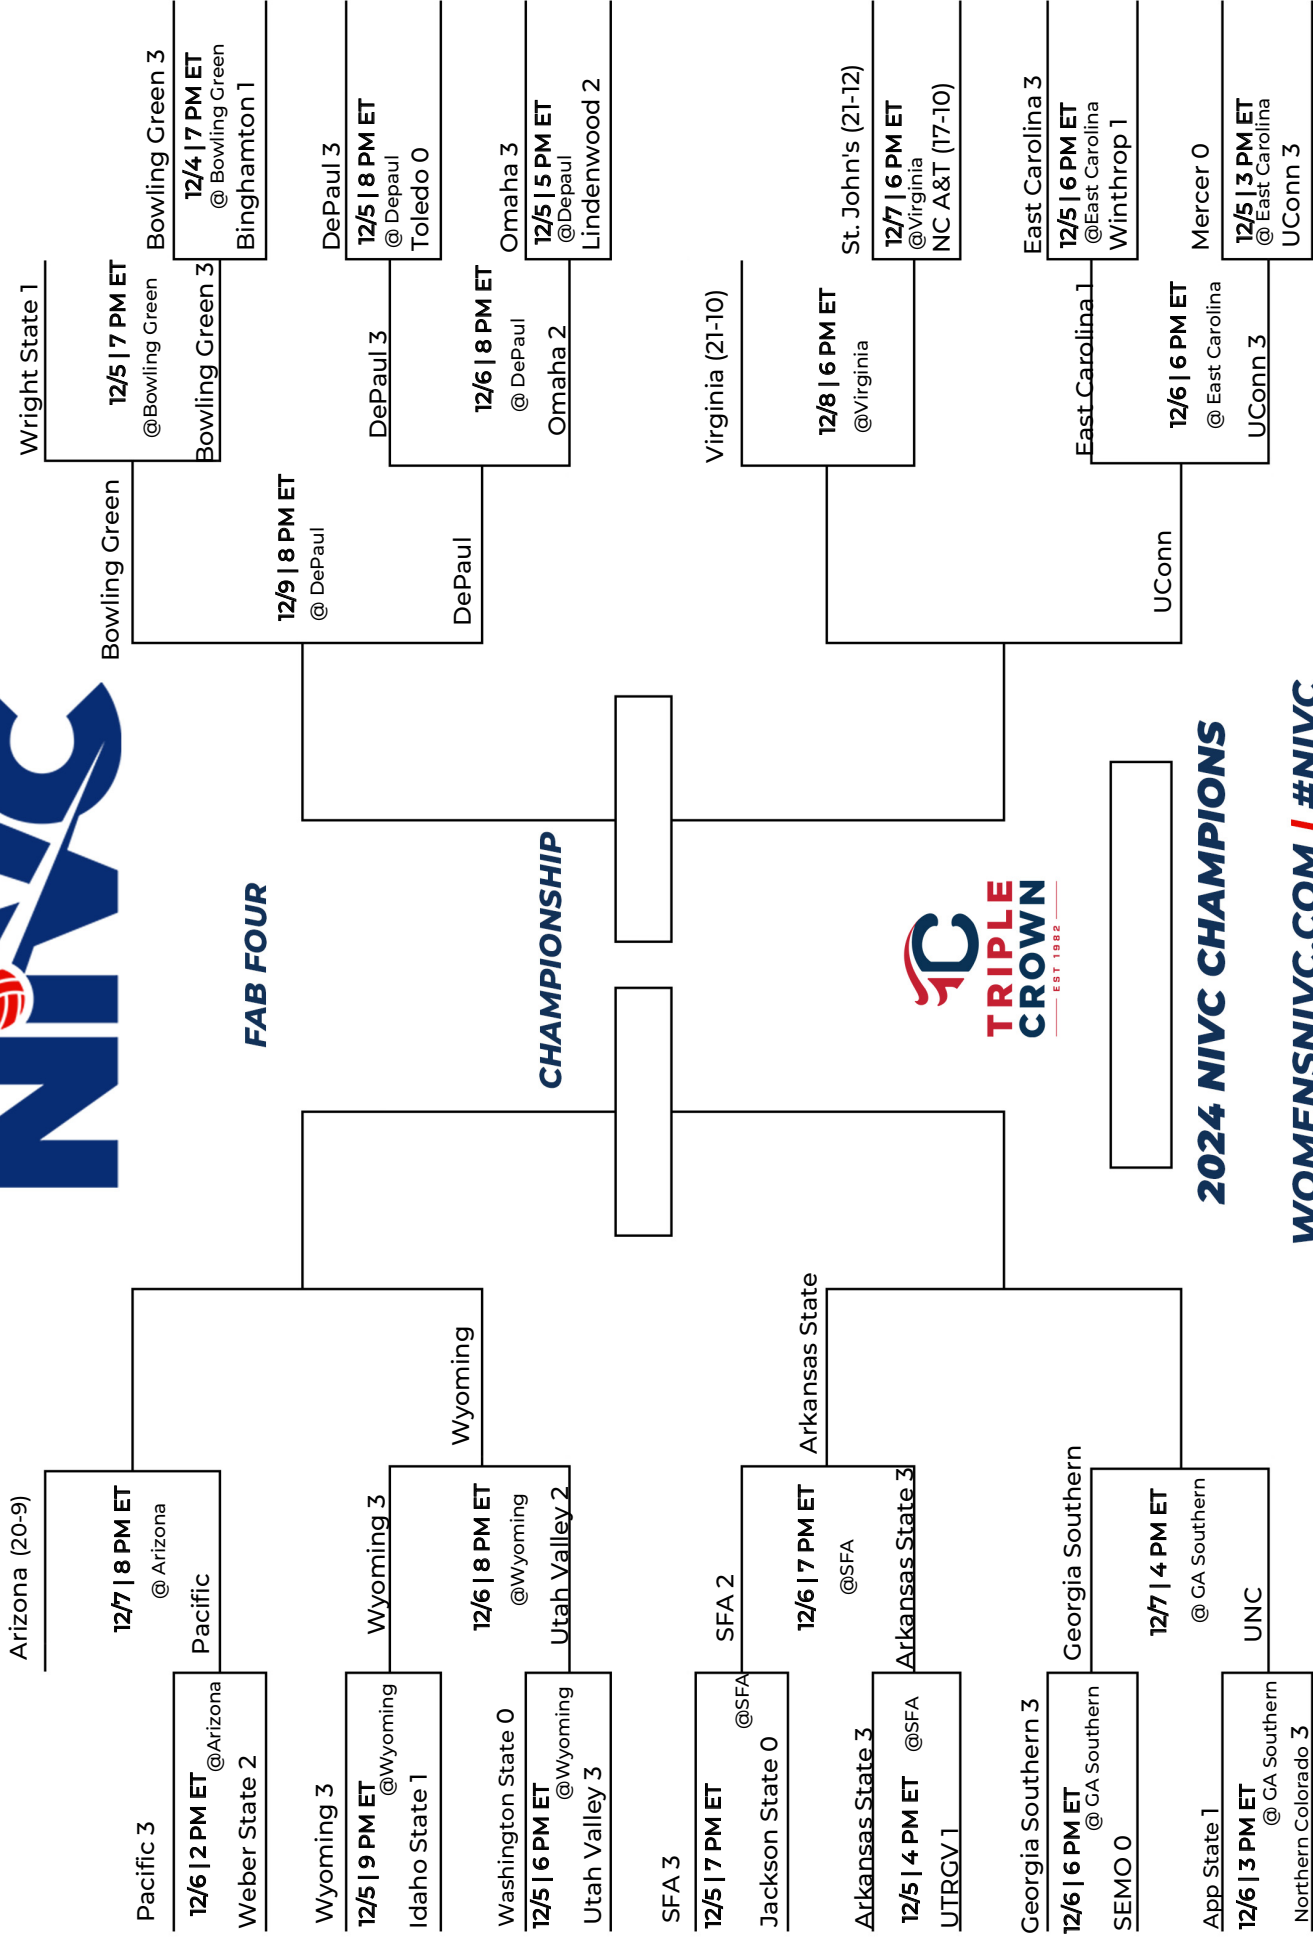 Pacific 3
12/6 | 2 PM ET
@Arizona
Weber State 2
Wyoming 3
12/5 | 9 PM ET
@Wyoming
Idaho State 1
Washington State 0
12/5 | 6 PM ET
@Wyoming
Utah Valley 3
SFA 3
12/5 | 7 PM ET
@SFA
Jackson State 0
Arkansas State 3
12/5 | 4 PM ET @SFA
UTRGV 1
Georgia Southern 3
12/6 | 6 PM ET
@ GA Southern
SEMO 0
App State 1
12/6 | 3 PM ET
@ GA Southern
Northern Colorado 3
Arizona (20-9)
12/7 | 8 PM ET
@ Arizona
Pacific
Wyoming 3
12/6 | 8 PM ET
@Wyoming
Utah Valley 2
SFA 2
12/6 | 7 PM ET
@SFA
Arkansas State 3
Georgia Southern
12/7 | 4 PM ET
@ GA Southern
UNC
Wyoming
Arkansas State
NIVC
FAB FOUR
CHAMPIONSHIP
TRIPLE
CROWN
EST 1982
2024 NIVC CHAMPIONS
WOMENSNIVC.COM / #NIVC
Bowling Green
12/9 | 8 PM ET
@ DePaul
DePaul
UConn
Wright State 1
12/5 | 7 PM ET
@Bowling Green
Bowling Green 3
DePaul 3
12/6 | 8 PM ET
@ DePaul
Omaha 2
Virginia (21-10)
12/8 | 6 PM ET
@Virginia
East Carolina 1
12/6 | 6 PM ET
@ East Carolina
UConn 3
Bowling Green 3
12/4 | 7 PM ET
@ Bowling Green
Binghamton 1
DePaul 3
12/5 | 8 PM ET
@ Depaul
Toledo 0
Omaha 3
12/5 | 5 PM ET
@Depaul
Lindenwood 2
St. John's (21-12)
12/7 | 6 PM ET
@Virginia
NC A&T (17-10)
East Carolina 3
12/5 | 6 PM ET
@East Carolina
Winthrop 1
Mercer 0
12/5 | 3 PM ET
@ East Carolina
UConn 3